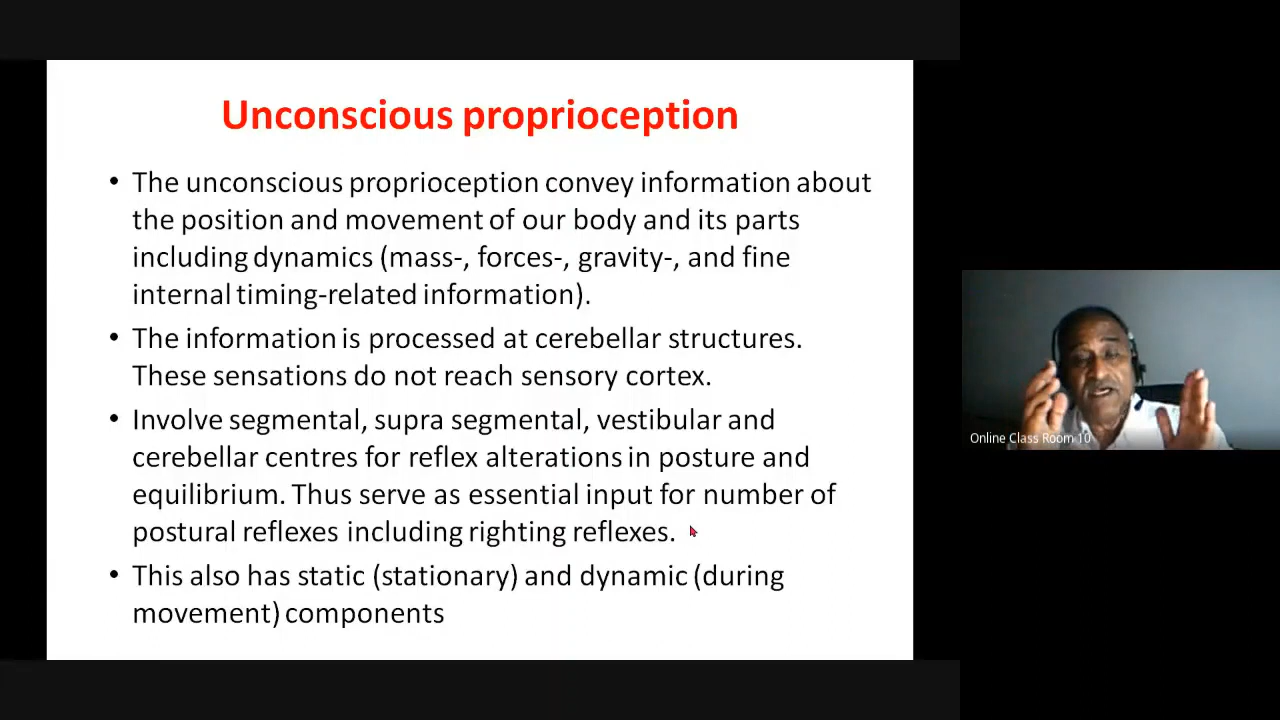 Unconscious proprioception
• The unconscious proprioception convey information about
the position and movement of our body and its parts
including dynamics (mass-, forces-, gravity-, and fine
internal timing-related information).
• The information is processed at cerebellar structures.
These sensations do not reach sensory cortex.
• Involve segmental, supra segmental, vestibular and
cerebellar centres for reflex alterations in posture and
equilibrium. Thus serve as essential input for number of
postural reflexes including righting reflexes.
• This also has static (stationary) and dynamic (during
movement) components
Online Class Room 10